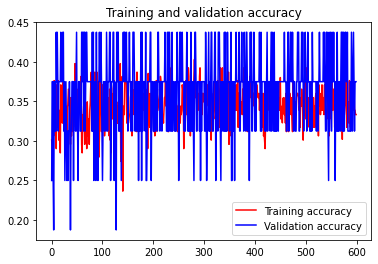 Training and validation accuracy
0.45
0.40
0.35
0.30
0.25
0.20
0 100 200 300 400 500 600
Training accuracy
Validation accuracy